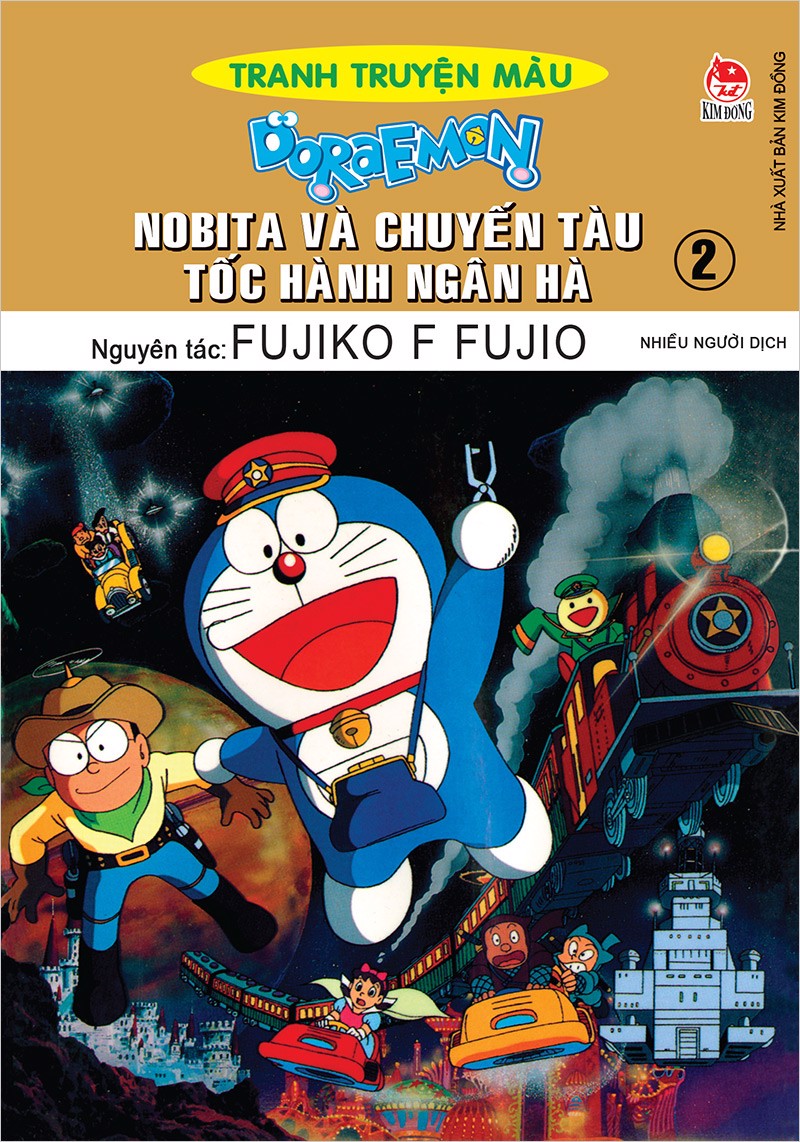 TRANH TRUYỆN MÀU
KIM ĐỒNG
NHÀ XUẤT BẢN KIM ĐỒNG
DORAEMON
NOBITA VÀ CHUYẾN TÀU
TỐC HÀNH NGÂN HÀ
2
Nguyên tác: FUJIKO F FUJIO
NHIỀU NGƯỜI DỊCH